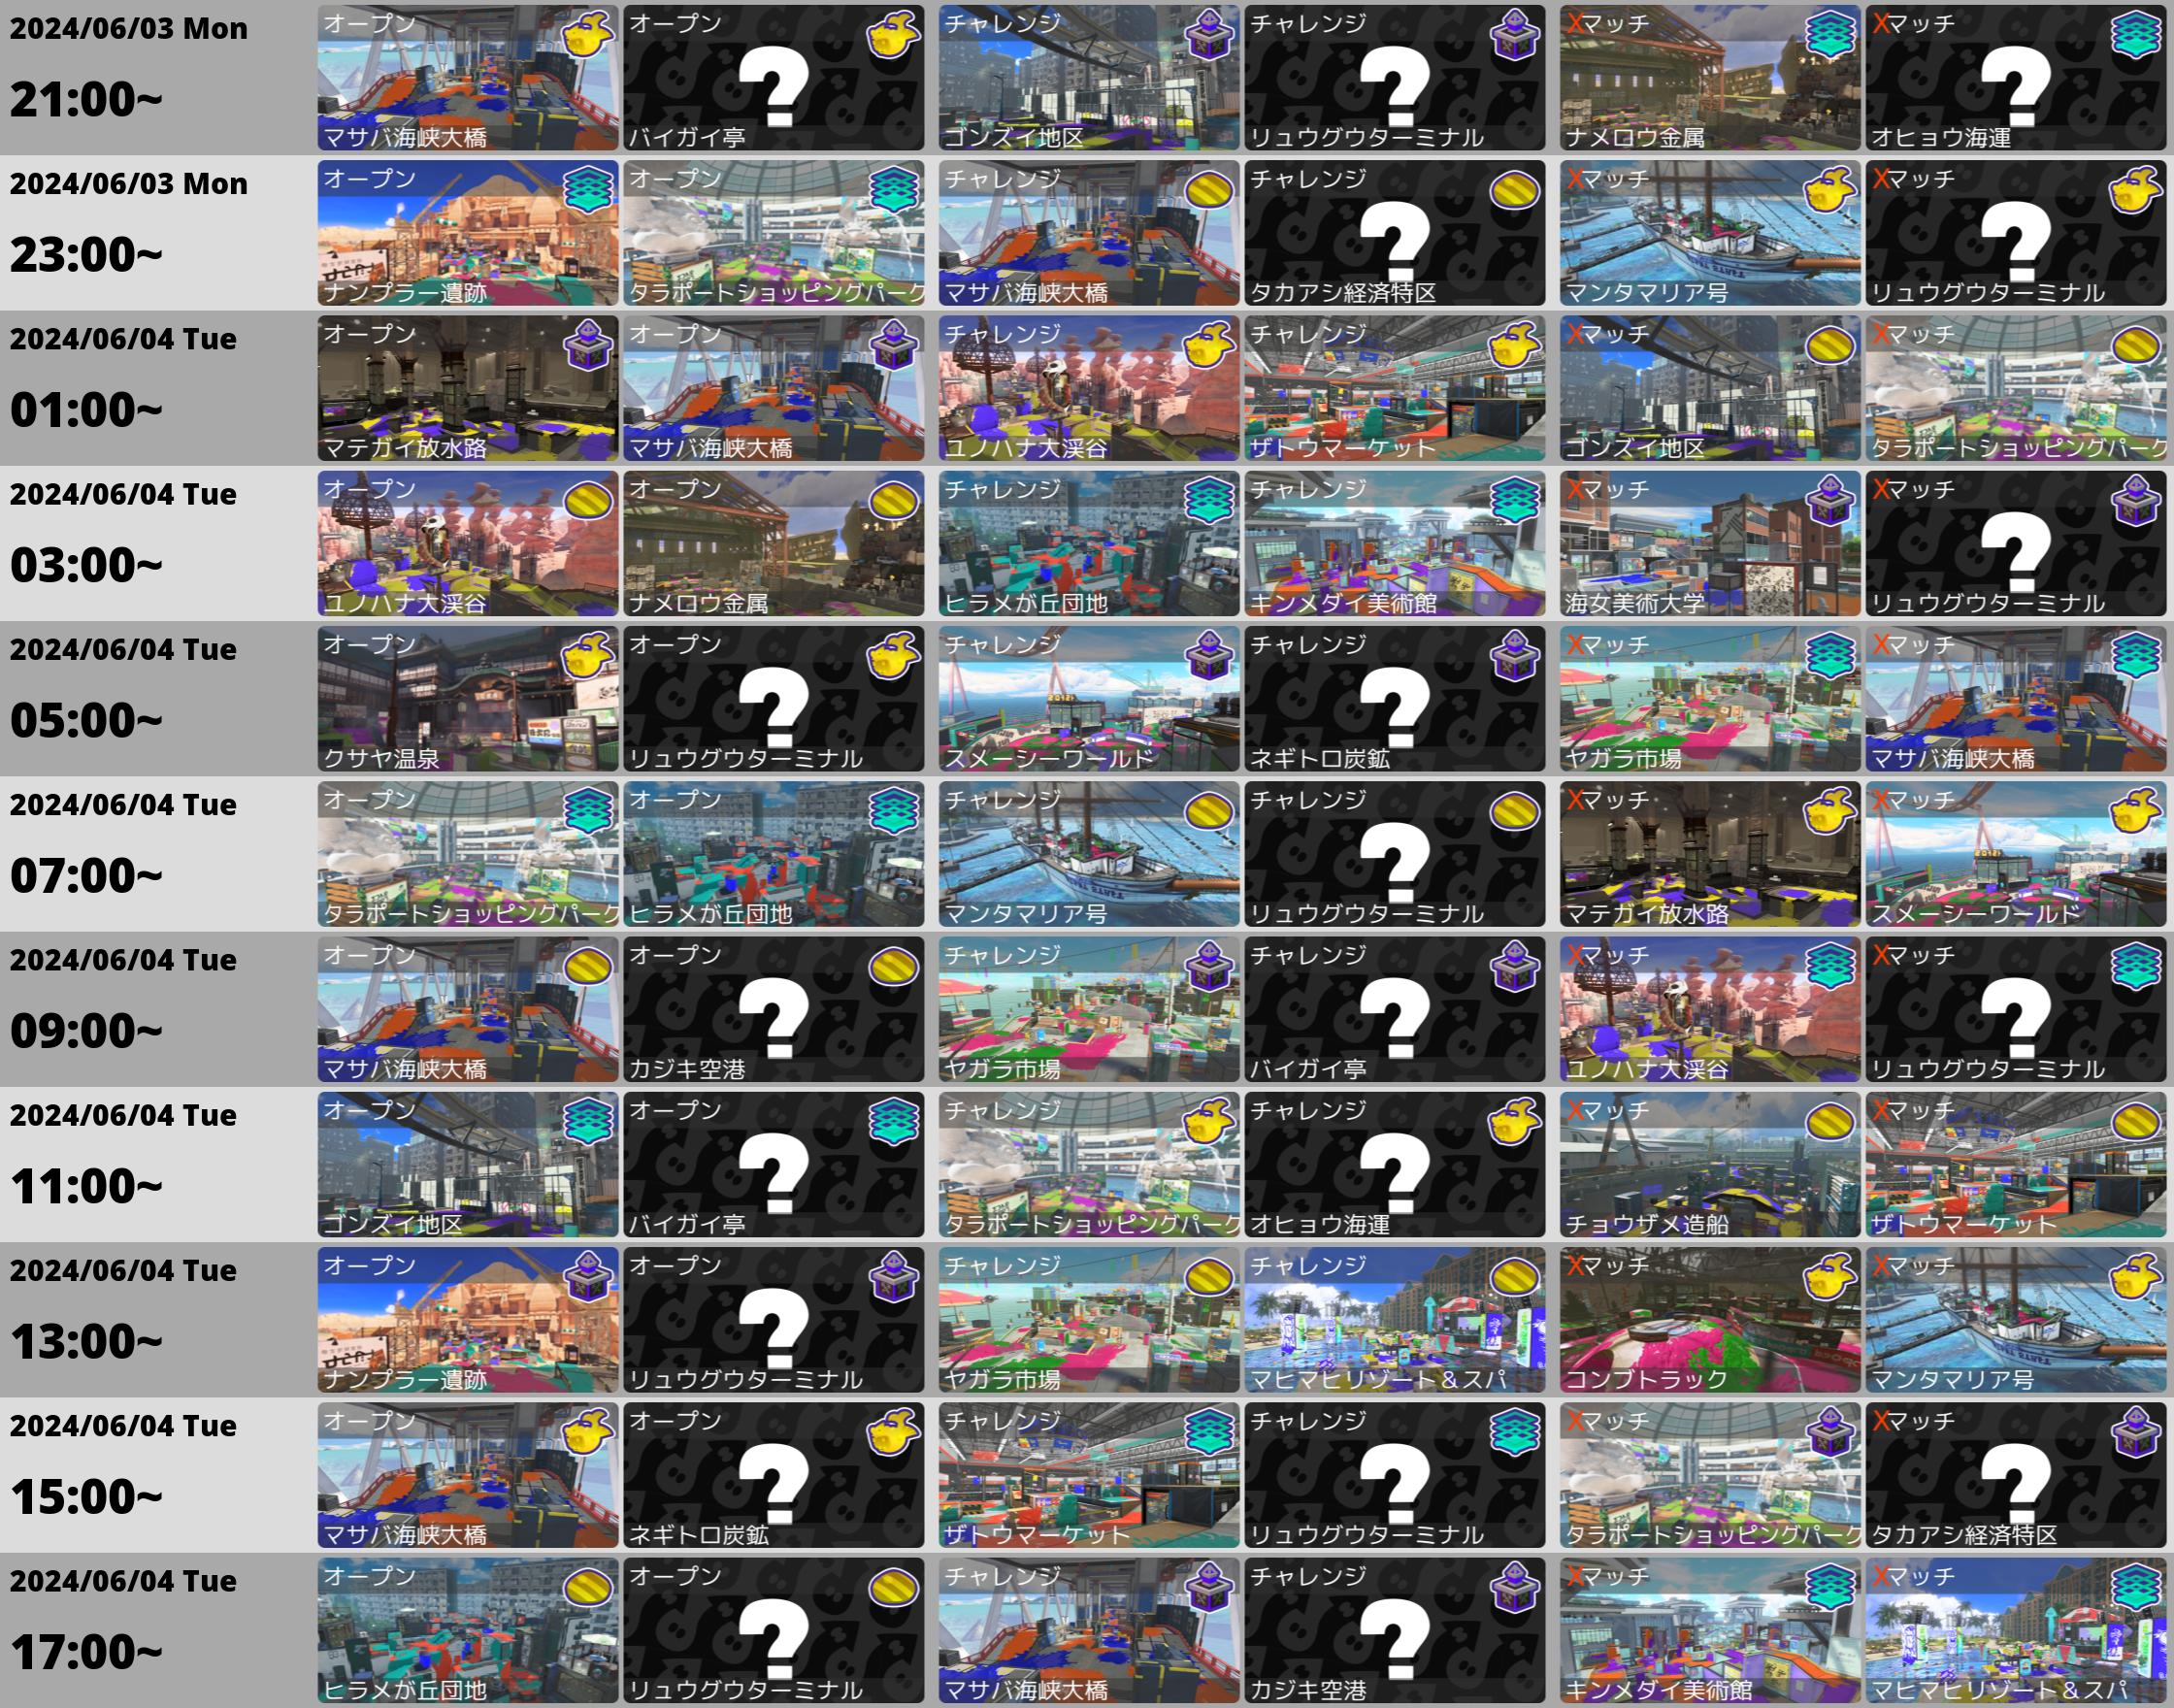 2024/06/03 Mon
21:00~
オープン オープン チャレンジ チャレンジ Xマッチ Xマッチ
マサバ海峡大橋 バイガイ亭 ゴンズイ地区 リュウグウターミナル ナメロウ金属 オヒョウ海運
2024/06/03 Mon
23:00~
オープン オープン チャレンジ チャレンジ Xマッチ Xマッチ
ナンプラー遺跡 タラポートショッピングパーク マサバ海峡大橋 タカアシ経済特区 マンタマリア号 リュウグウターミナル
2024/06/04 Tue
01:00~
オープン オープン チャレンジ チャレンジ Xマッチ Xマッチ
マテガイ放水路 マサバ海峡大橋 ユノハナ大渓谷 ザトウマーケット ゴンズイ地区 タラポートショッピングパーク
2024/06/04 Tue
03:00~
オープン オープン チャレンジ チャレンジ Xマッチ Xマッチ
ユノハナ大渓谷 ナメロウ金属 ヒラメが丘団地 キンメダイ美術館 海女美術大学 リュウグウターミナル
2024/06/04 Tue
05:00~
オープン オープン チャレンジ チャレンジ Xマッチ Xマッチ
クサヤ温泉 リュウグウターミナル スメーシーワールド ネギトロ炭鉱 ヤガラ市場 マサバ海峡大橋
2024/06/04 Tue
07:00~
オープン オープン チャレンジ チャレンジ Xマッチ Xマッチ
タラポートショッピングパーク ヒラメが丘団地 マンタマリア号 リュウグウターミナル マテガイ放水路 スメーシーワールド
2024/06/04 Tue
09:00~
オープン オープン チャレンジ チャレンジ Xマッチ Xマッチ
マサバ海峡大橋 カジキ空港 ヤガラ市場 バイガイ亭 ユノハナ大渓谷 リュウグウターミナル
2024/06/04 Tue
11:00~
オープン オープン チャレンジ チャレンジ Xマッチ Xマッチ
ゴンズイ地区 バイガイ亭 タラポートショッピングパーク オヒョウ海運 チョウザメ造船 ザトウマーケット
2024/06/04 Tue
13:00~
オープン オープン チャレンジ チャレンジ Xマッチ Xマッチ
ナンプラー遺跡 リュウグウターミナル ヤガラ市場 マヒマヒリゾート＆スパ コンブトラック マンタマリア号
2024/06/04 Tue
15:00~
オープン オープン チャレンジ チャレンジ Xマッチ Xマッチ
マサバ海峡大橋 ネギトロ炭鉱 ザトウマーケット リュウグウターミナル タラポートショッピングパーク タカアシ経済特区
2024/06/04 Tue
17:00~
オープン オープン チャレンジ チャレンジ Xマッチ Xマッチ
ヒラメが丘団地 リュウグウターミナル マサバ海峡大橋 カジキ空港 キンメダイ美術館 マヒマヒリゾート＆スパ